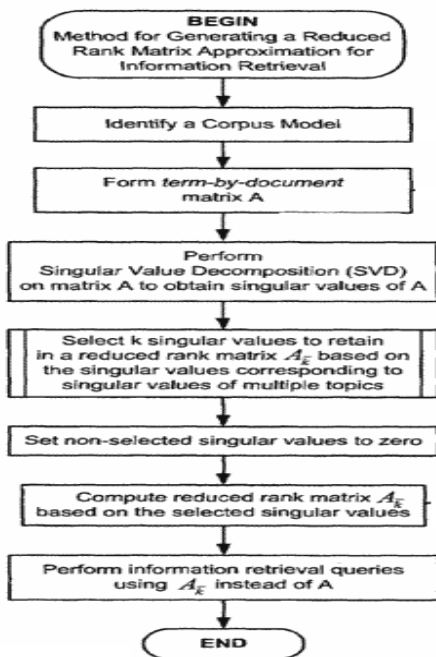 BEGIN
Method for Generating a Reduced
Rank Matrix Approximation for
Information Retrieval
Identify a Corpus Model
Form term-by-document
matrix A
Perform
Singular Value Decomposition (SVD)
on matrix A to obtain singular values of A
Select k singular values to retain
in a reduced rank matrix A_k̄ based on
the singular values corresponding to
singular values of multiple topics
Set non-selected singular values to zero
Compute reduced rank matrix A_k̄
based on the selected singular values
Perform information retrieval queries
using A_k̄ instead of A
END